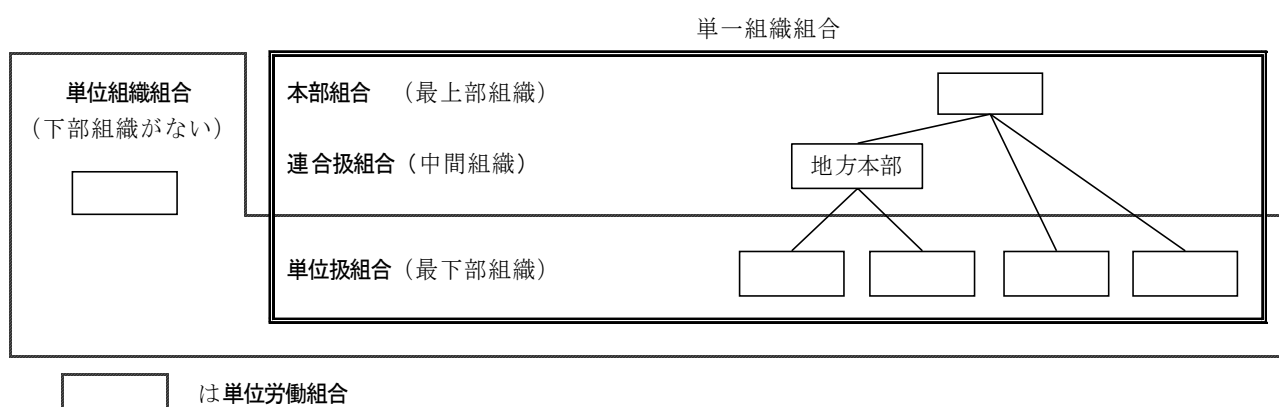 単一組織組合
単位組織組合
（下部組織がない）
本部組合　（最上部組織）
連合扱組合（中間組織）
地方本部
単位扱組合（最下部組織）
は単位労働組合